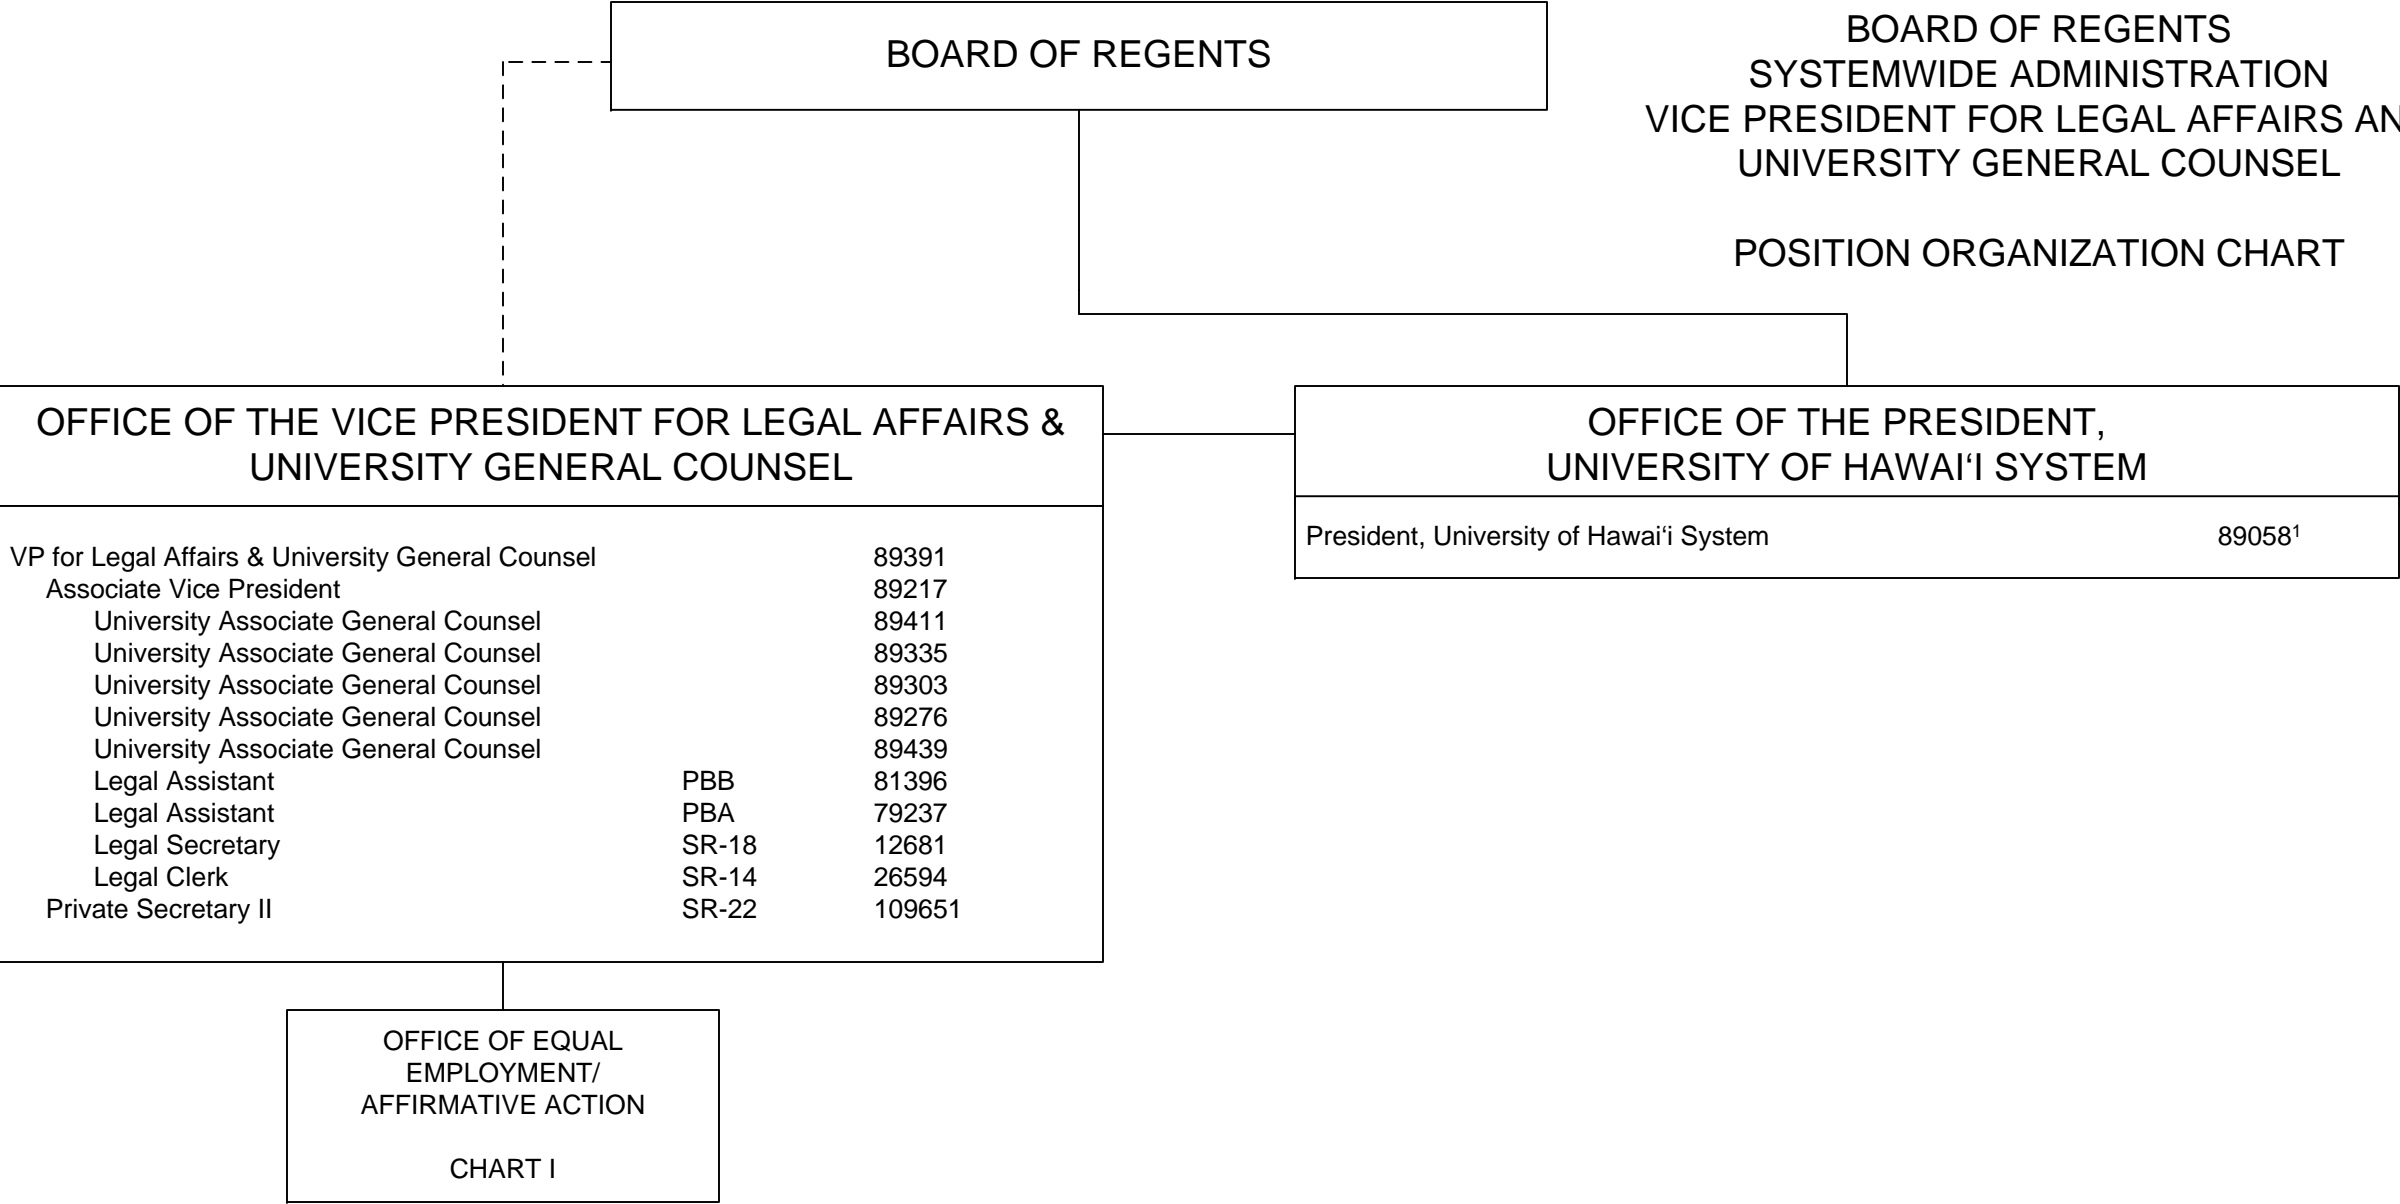 BOARD OF REGENTS
BOARD OF REGENTS
SYSTEMWIDE ADMINISTRATION
VICE PRESIDENT FOR LEGAL AFFAIRS AN
UNIVERSITY GENERAL COUNSEL
POSITION ORGANIZATION CHART
OFFICE OF THE VICE PRESIDENT FOR LEGAL AFFAIRS &
UNIVERSITY GENERAL COUNSEL
VP for Legal Affairs & University General Counsel 89391
Associate Vice President 89217
University Associate General Counsel 89411
University Associate General Counsel 89335
University Associate General Counsel 89303
University Associate General Counsel 89276
University Associate General Counsel 89439
Legal Assistant PBB 81396
Legal Assistant PBA 79237
Legal Secretary SR-18 12681
Legal Clerk SR-14 26594
Private Secretary II SR-22 109651
OFFICE OF THE PRESIDENT,
UNIVERSITY OF HAWAI‘I SYSTEM
President, University of Hawai‘i System 89058¹
OFFICE OF EQUAL
EMPLOYMENT/
AFFIRMATIVE ACTION
CHART I